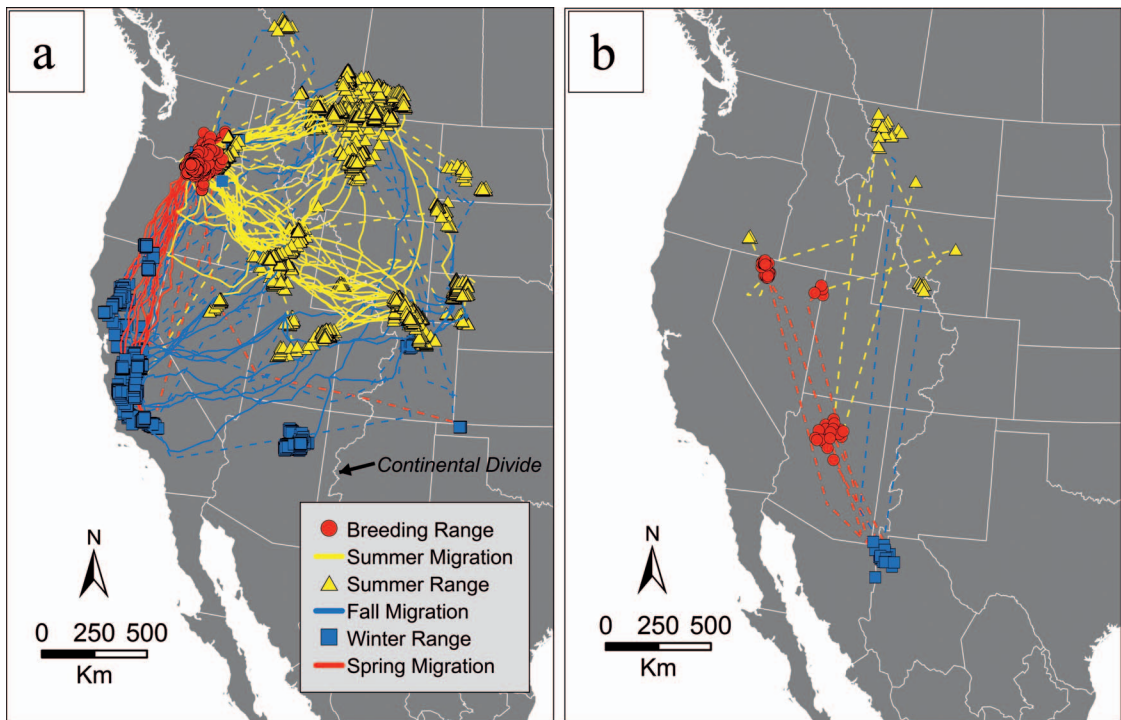 a
Continental Divide
Breeding Range
Summer Migration
Summer Range
Fall Migration
Winter Range
Spring Migration
N
0 250 500
Km
b
N
0 250 500
Km